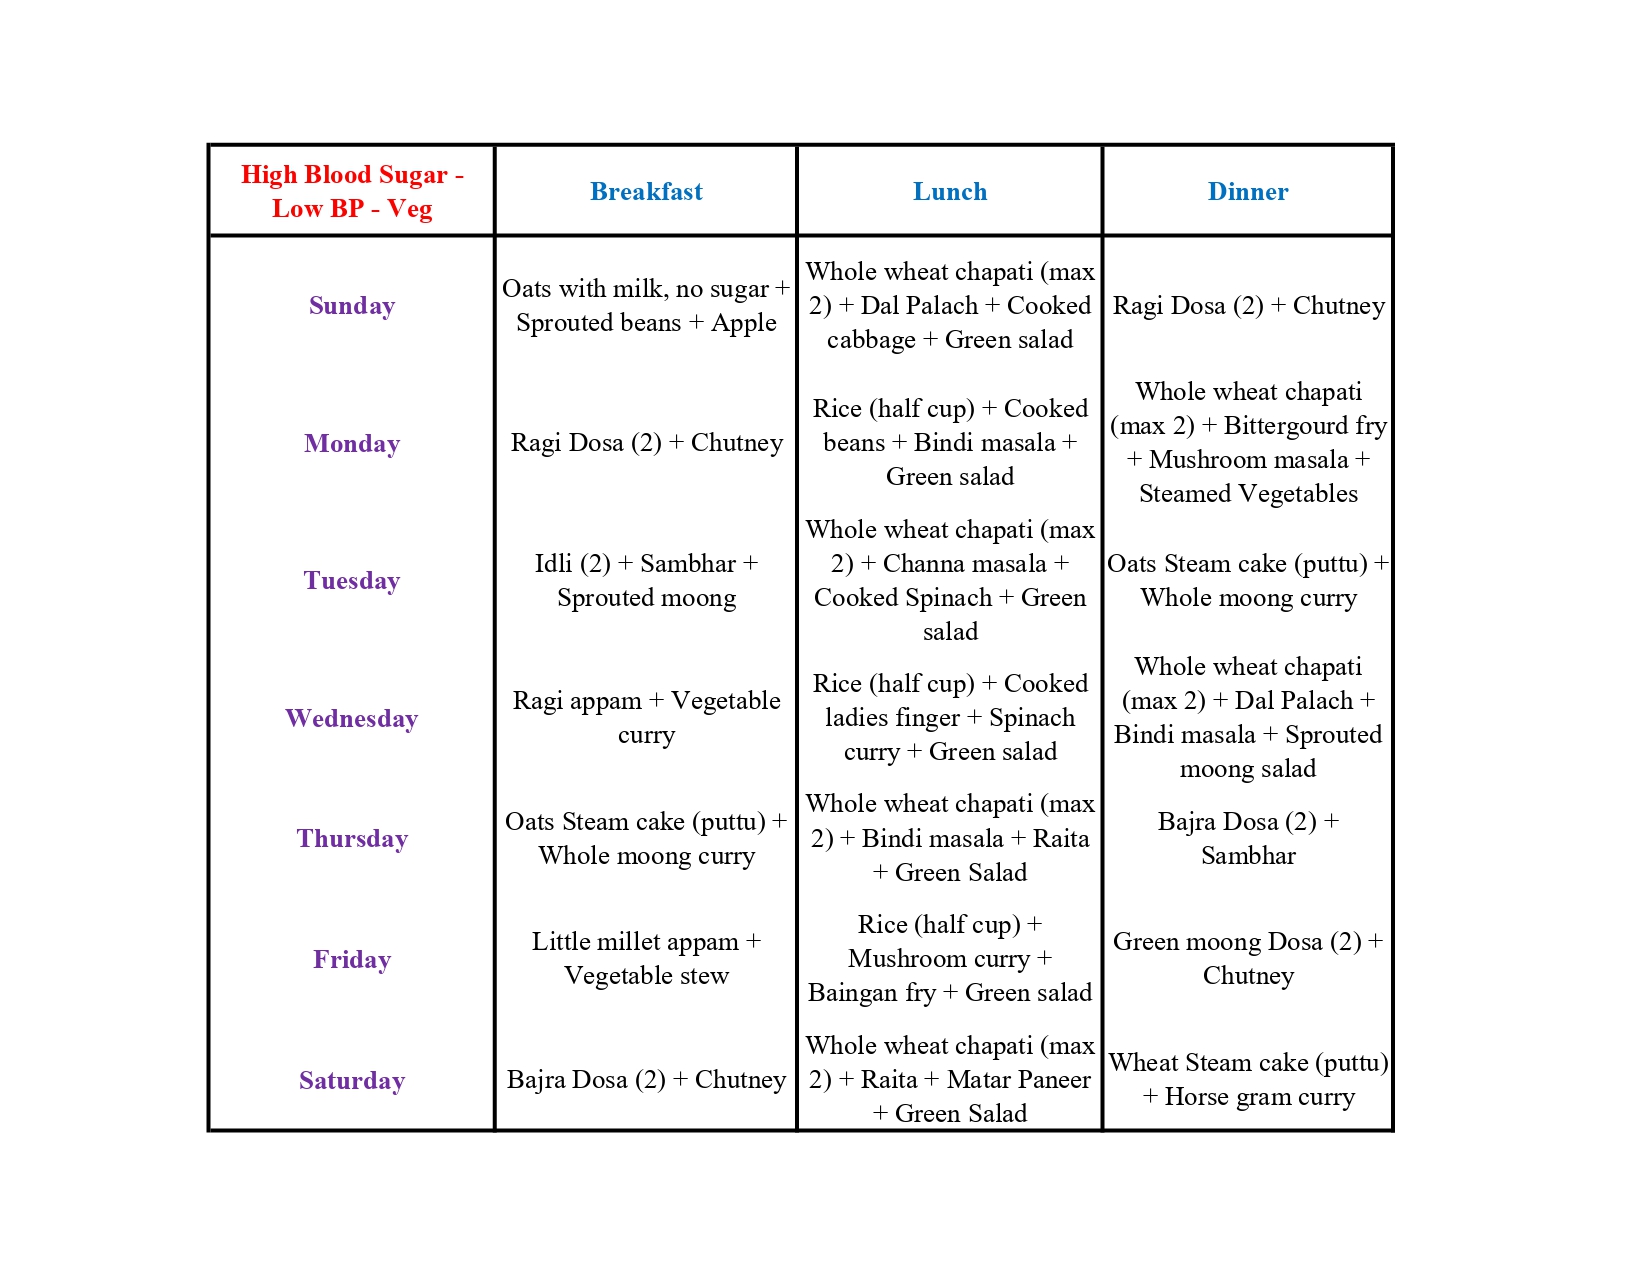 High Blood Sugar -
Low BP - Veg
Breakfast
Lunch
Dinner
Sunday
Oats with milk, no sugar +
Sprouted beans + Apple
Whole wheat chapati (max
2) + Dal Palach + Cooked
cabbage + Green salad
Ragi Dosa (2) + Chutney
Monday
Ragi Dosa (2) + Chutney
Rice (half cup) + Cooked
beans + Bindi masala +
Green salad
Whole wheat chapati
(max 2) + Bittergourd fry
+ Mushroom masala +
Steamed Vegetables
Tuesday
Idli (2) + Sambhar +
Sprouted moong
Whole wheat chapati (max
2) + Channa masala +
Cooked Spinach + Green
salad
Oats Steam cake (puttu) +
Whole moong curry
Wednesday
Ragi appam + Vegetable
curry
Rice (half cup) + Cooked
ladies finger + Spinach
curry + Green salad
Whole wheat chapati
(max 2) + Dal Palach +
Bindi masala + Sprouted
moong salad
Thursday
Oats Steam cake (puttu) +
Whole moong curry
Whole wheat chapati (max
2) + Bindi masala + Raita
+ Green Salad
Bajra Dosa (2) +
Sambhar
Friday
Little millet appam +
Vegetable stew
Rice (half cup) +
Mushroom curry +
Baingan fry + Green salad
Green moong Dosa (2) +
Chutney
Saturday
Bajra Dosa (2) + Chutney
Whole wheat chapati (max
2) + Raita + Matar Paneer
+ Green Salad
Wheat Steam cake (puttu)
+ Horse gram curry